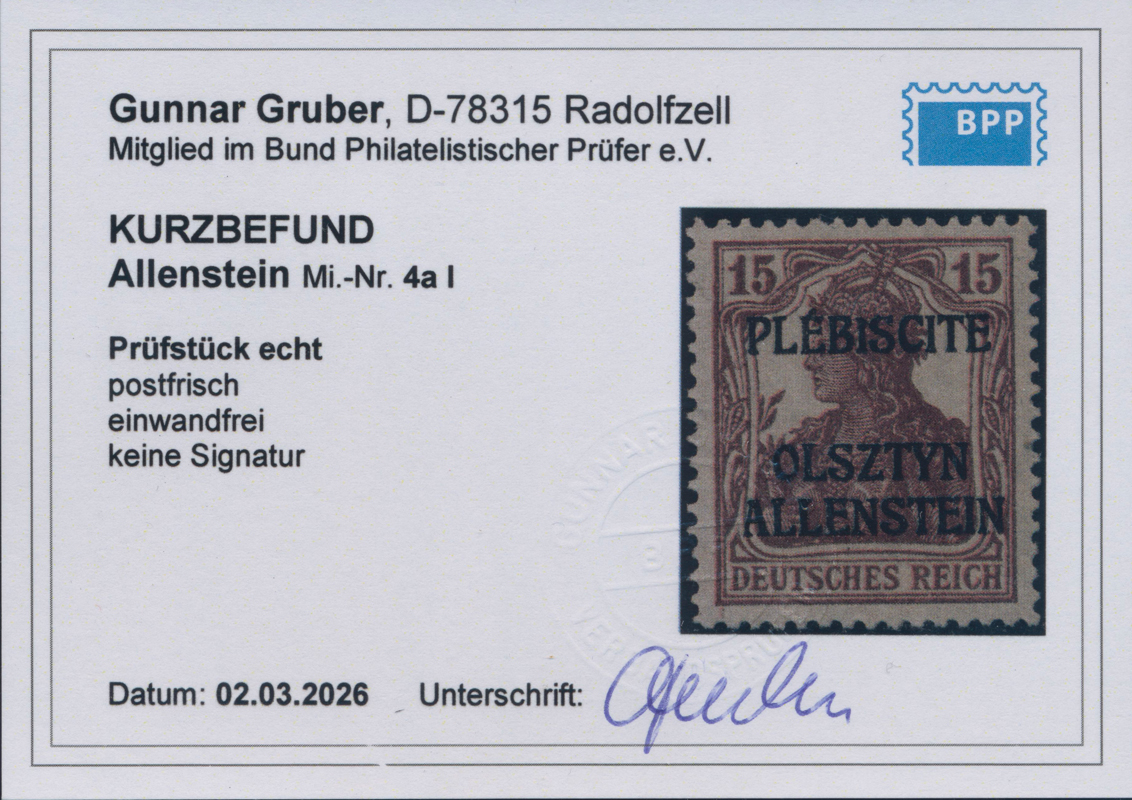 Gunnar Gruber, D-78315 Radolfzell
Mitglied im Bund Philatelistischer Prüfer e.V.
BPP
KURZBEFUND
Allenstein Mi.-Nr. 4a I
Prüfstück echt
postfrisch
einwandfrei
keine Signatur
15 15
PLÉBISCITE
OLSZTYN
ALLENSTEIN
DEUTSCHES REICH
GUNNAR
Datum: 02.03.2026 Unterschrift: